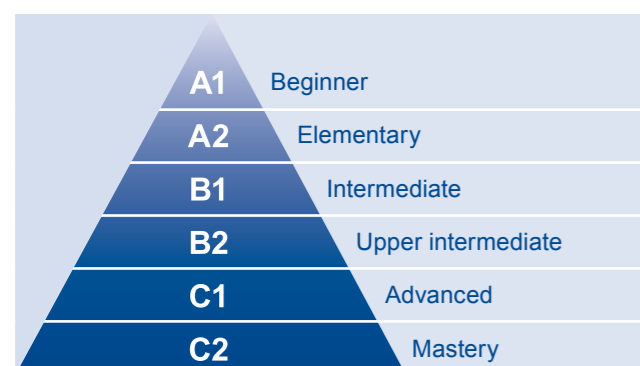 A1 Beginner
A2 Elementary
B1 Intermediate
B2 Upper intermediate
C1 Advanced
C2 Mastery